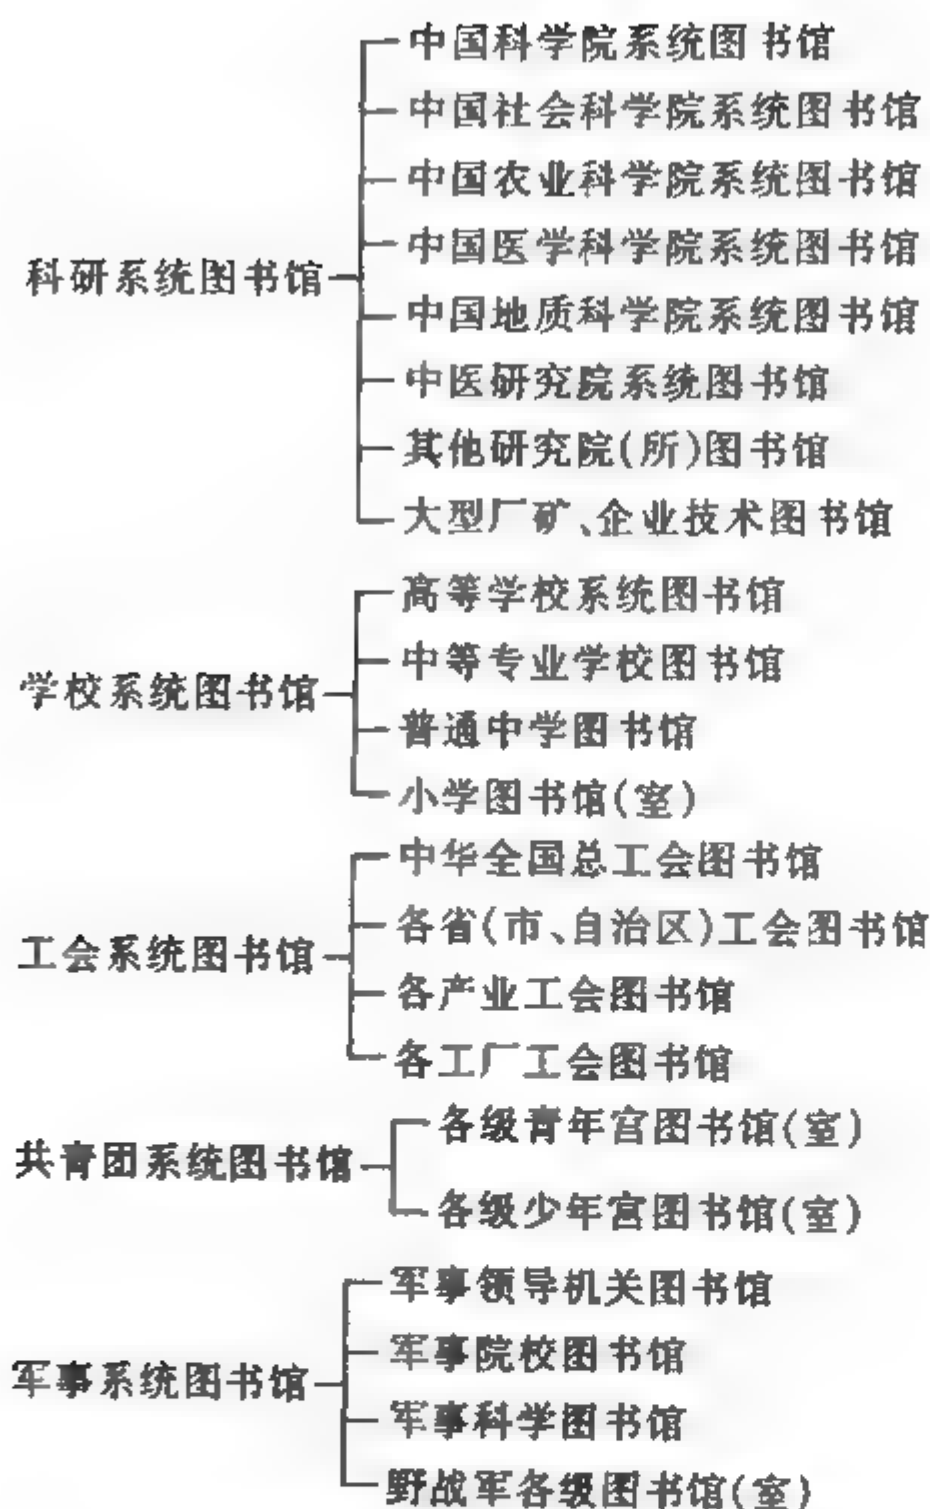 科研系统图书馆
中国科学院系统图书馆
中国社会科学院系统图书馆
中国农业科学院系统图书馆
中国医学科学院系统图书馆
中国地质科学院系统图书馆
中医研究院系统图书馆
其他研究院(所)图书馆
大型厂矿、企业技术图书馆
学校系统图书馆
高等学校系统图书馆
中等专业学校图书馆
普通中学图书馆
小学图书馆(室)
工会系统图书馆
中华全国总工会图书馆
各省(市、自治区)工会图书馆
各产业工会图书馆
各工厂工会图书馆
共青团系统图书馆
各级青年宫图书馆(室)
各级少年宫图书馆(室)
军事系统图书馆
军事领导机关图书馆
军事院校图书馆
军事科学图书馆
野战军各级图书馆(室)